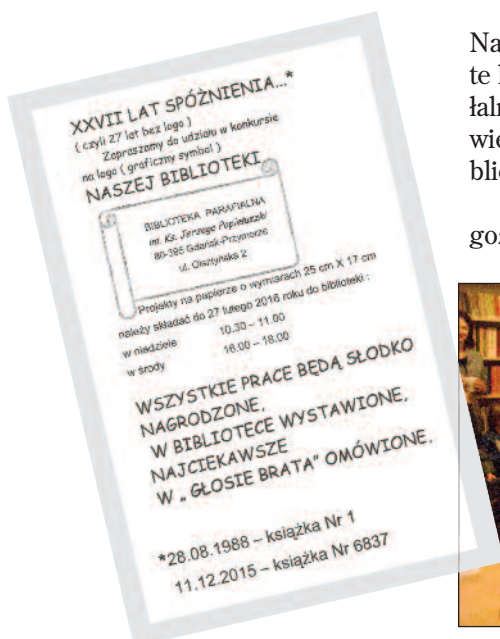 XXVII LAT SPÓŹNIENIA...*
( czyli 27 lat bez logo )
Zapraszamy do udziału w konkursie
na logo ( graficzny symbol )
NASZEJ BIBLIOTEKI
BIBLIOTEKA PARAFIALNA
im. Ks. Jerzego Popiełuszki
80-395 Gdańsk-Przymorze
ul. Olsztyńska 2
Projekty na papierze o wymiarach 25 cm X 17 cm
należy składać do 27 lutego 2016 roku do biblioteki :
w niedziele 10.30 – 11.00
w środy 16.00 – 18.00
WSZYSTKIE PRACE BĘDĄ SŁODKO
NAGRODZONE,
W BIBLIOTECE WYSTAWIONE,
NAJCIEKAWSZE
W „ GŁOSIE BRATA" OMÓWIONE.
*28.08.1988 – książka Nr 1
11.12.2015 – książka Nr 6837
Na
te
łaln
wie
blic
goź